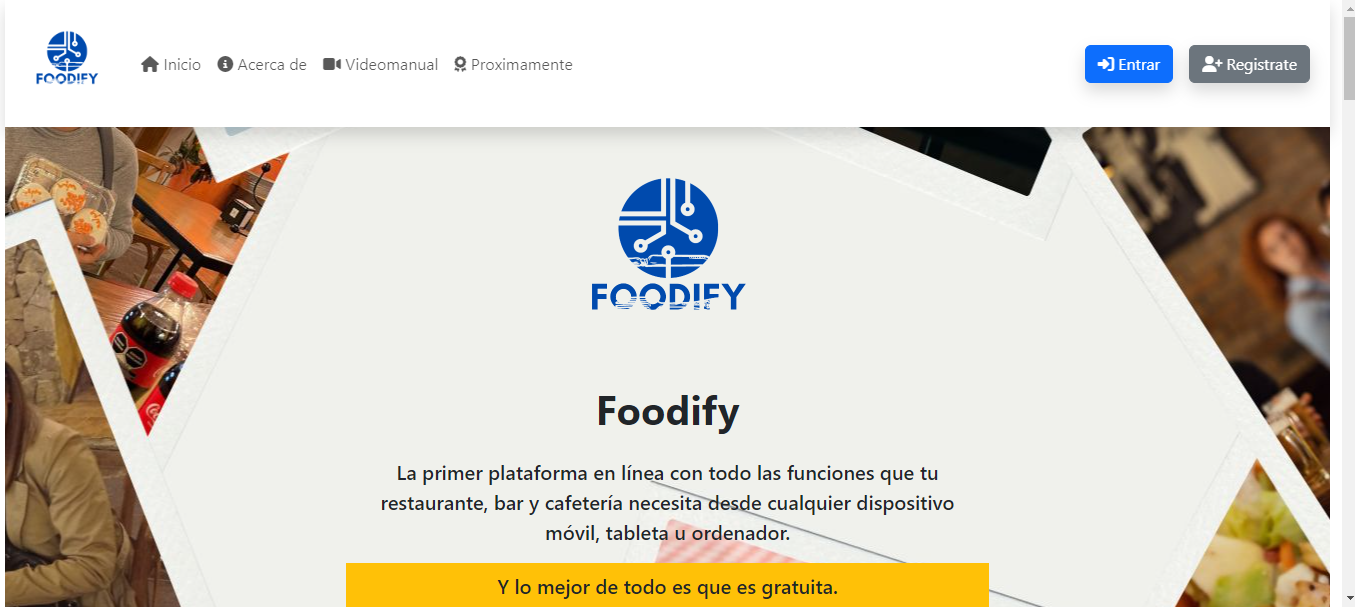 FOODIFY
Inicio
Acerca de
Videomanual
Proximamente
Entrar
Registrate
FOODIFY
Foodify
La primer plataforma en línea con todo las funciones que tu
restaurante, bar y cafetería necesita desde cualquier dispositivo
móvil, tableta u ordenador.
Y lo mejor de todo es que es gratuita.